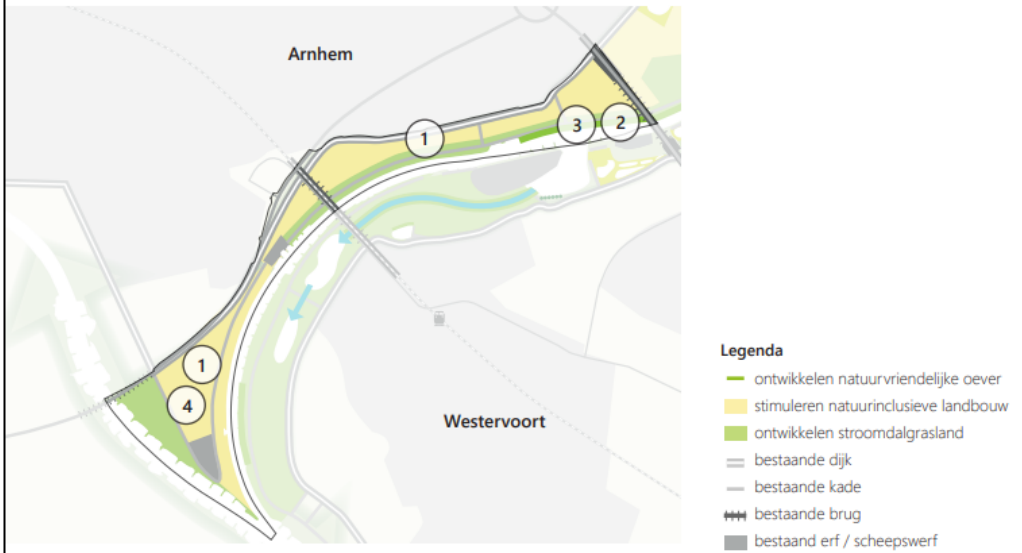 Arnhem
1
3
2
1
4
Westervoort
Legenda
ontwikkelen natuurvriendelijke oever
stimuleren natuurinclusieve landbouw
ontwikkelen stroomdalgrasland
bestaande dijk
bestaande kade
bestaande brug
bestaand erf / scheepswerf